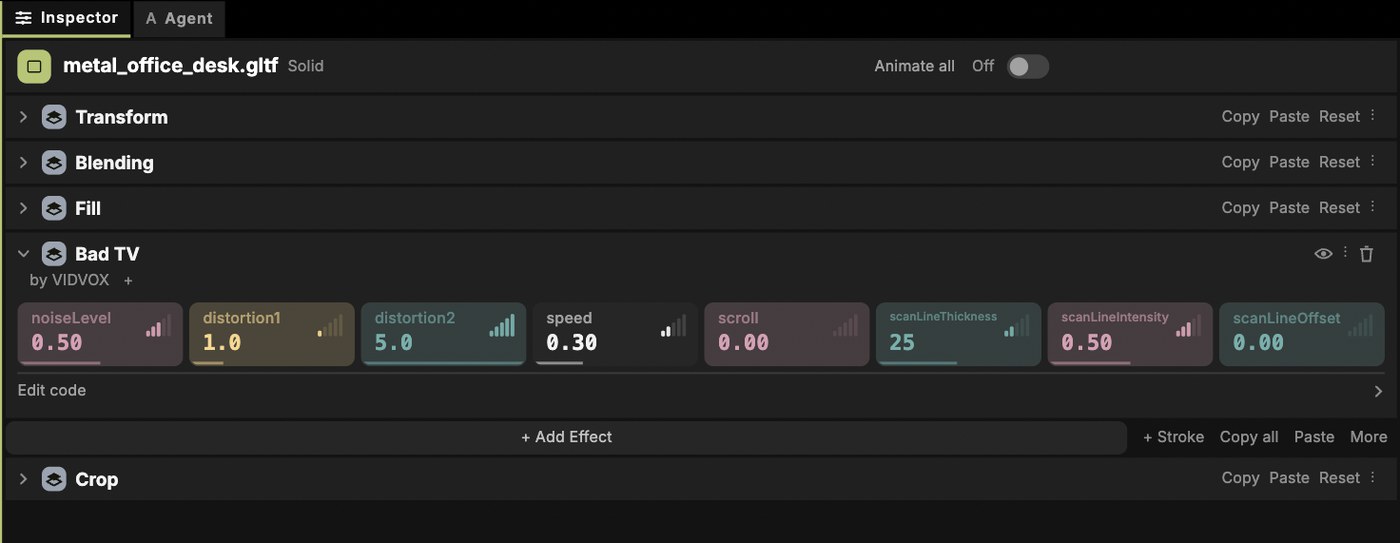 Inspector A Agent
metal_office_desk.gltf Solid Animate all Off
Transform Copy Paste Reset
Blending Copy Paste Reset
Fill Copy Paste Reset
Bad TV
by VIDVOX +
noiseLevel distortion1 distortion2 speed scroll scanLineThickness scanLineIntensity scanLineOffset
0.50 1.0 5.0 0.30 0.00 25 0.50 0.00
Edit code
+ Add Effect + Stroke Copy all Paste More
Crop Copy Paste Reset